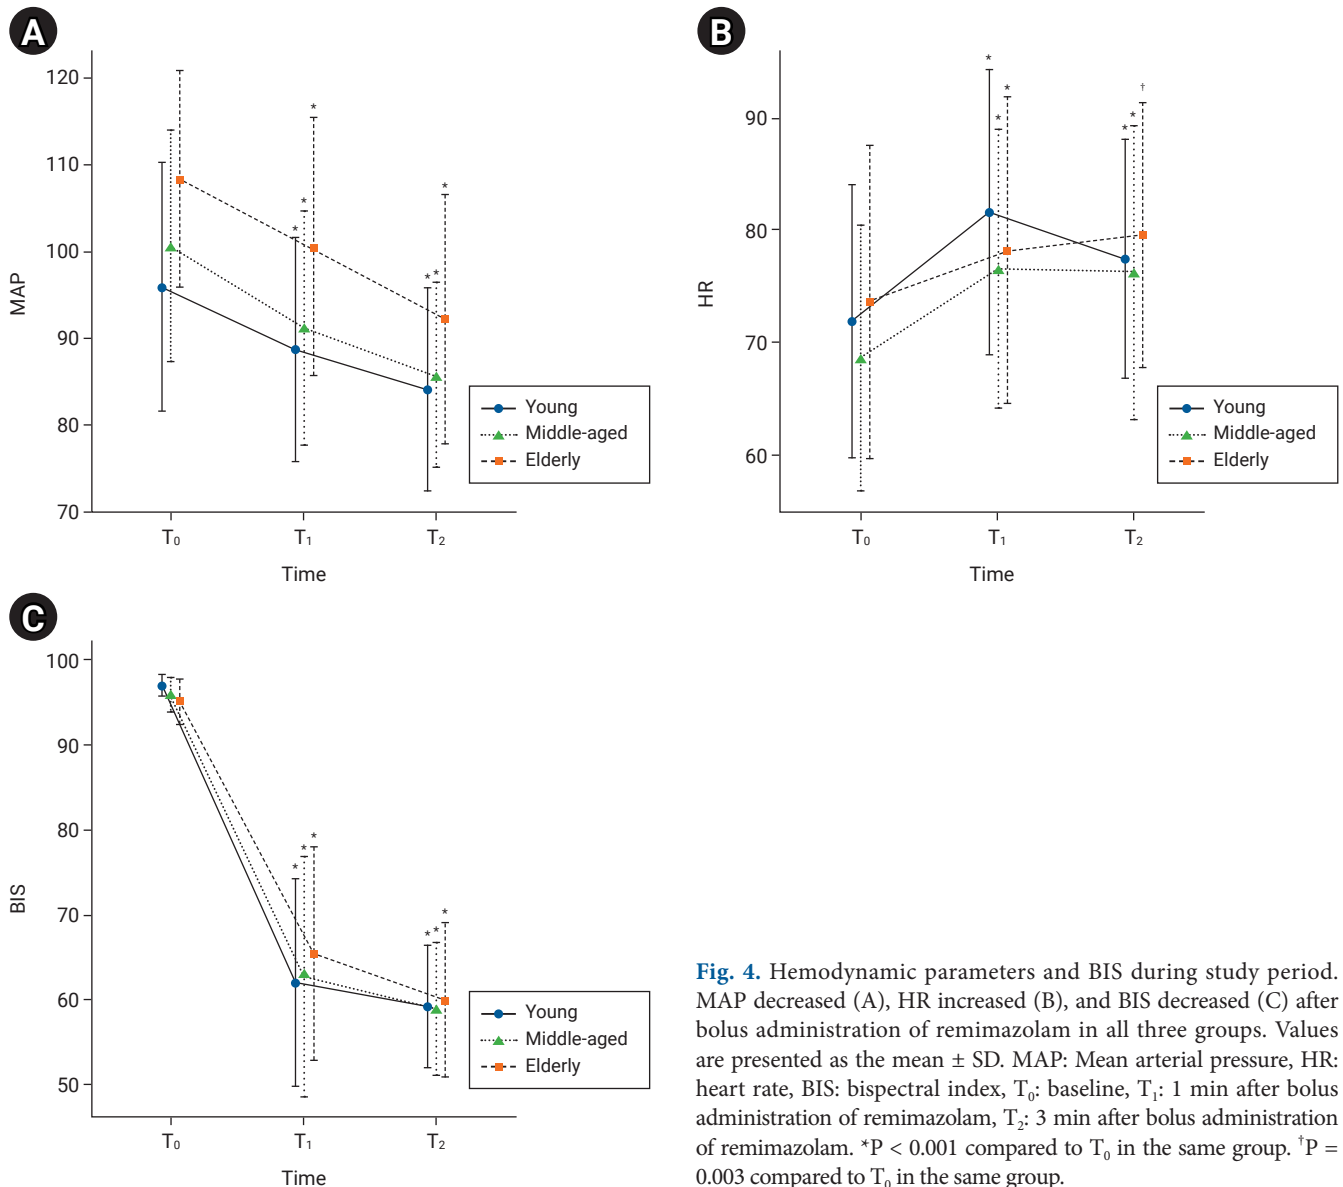 A
120
110
100
90
80
70
MAP
* * *
* * *
Young
Middle-aged
Elderly
T₀ T₁ T₂
Time
B
90
80
70
60
HR
* * *
* * †
Young
Middle-aged
Elderly
T₀ T₁ T₂
Time
C
100
90
80
70
60
50
BIS
* * *
* * *
Young
Middle-aged
Elderly
T₀ T₁ T₂
Time
Fig. 4. Hemodynamic parameters and BIS during study period.
MAP decreased (A), HR increased (B), and BIS decreased (C) after
bolus administration of remimazolam in all three groups. Values
are presented as the mean ± SD. MAP: Mean arterial pressure, HR:
heart rate, BIS: bispectral index, T₀: baseline, T₁: 1 min after bolus
administration of remimazolam, T₂: 3 min after bolus administration
of remimazolam. *P < 0.001 compared to T₀ in the same group. †P =
0.003 compared to T₀ in the same group.